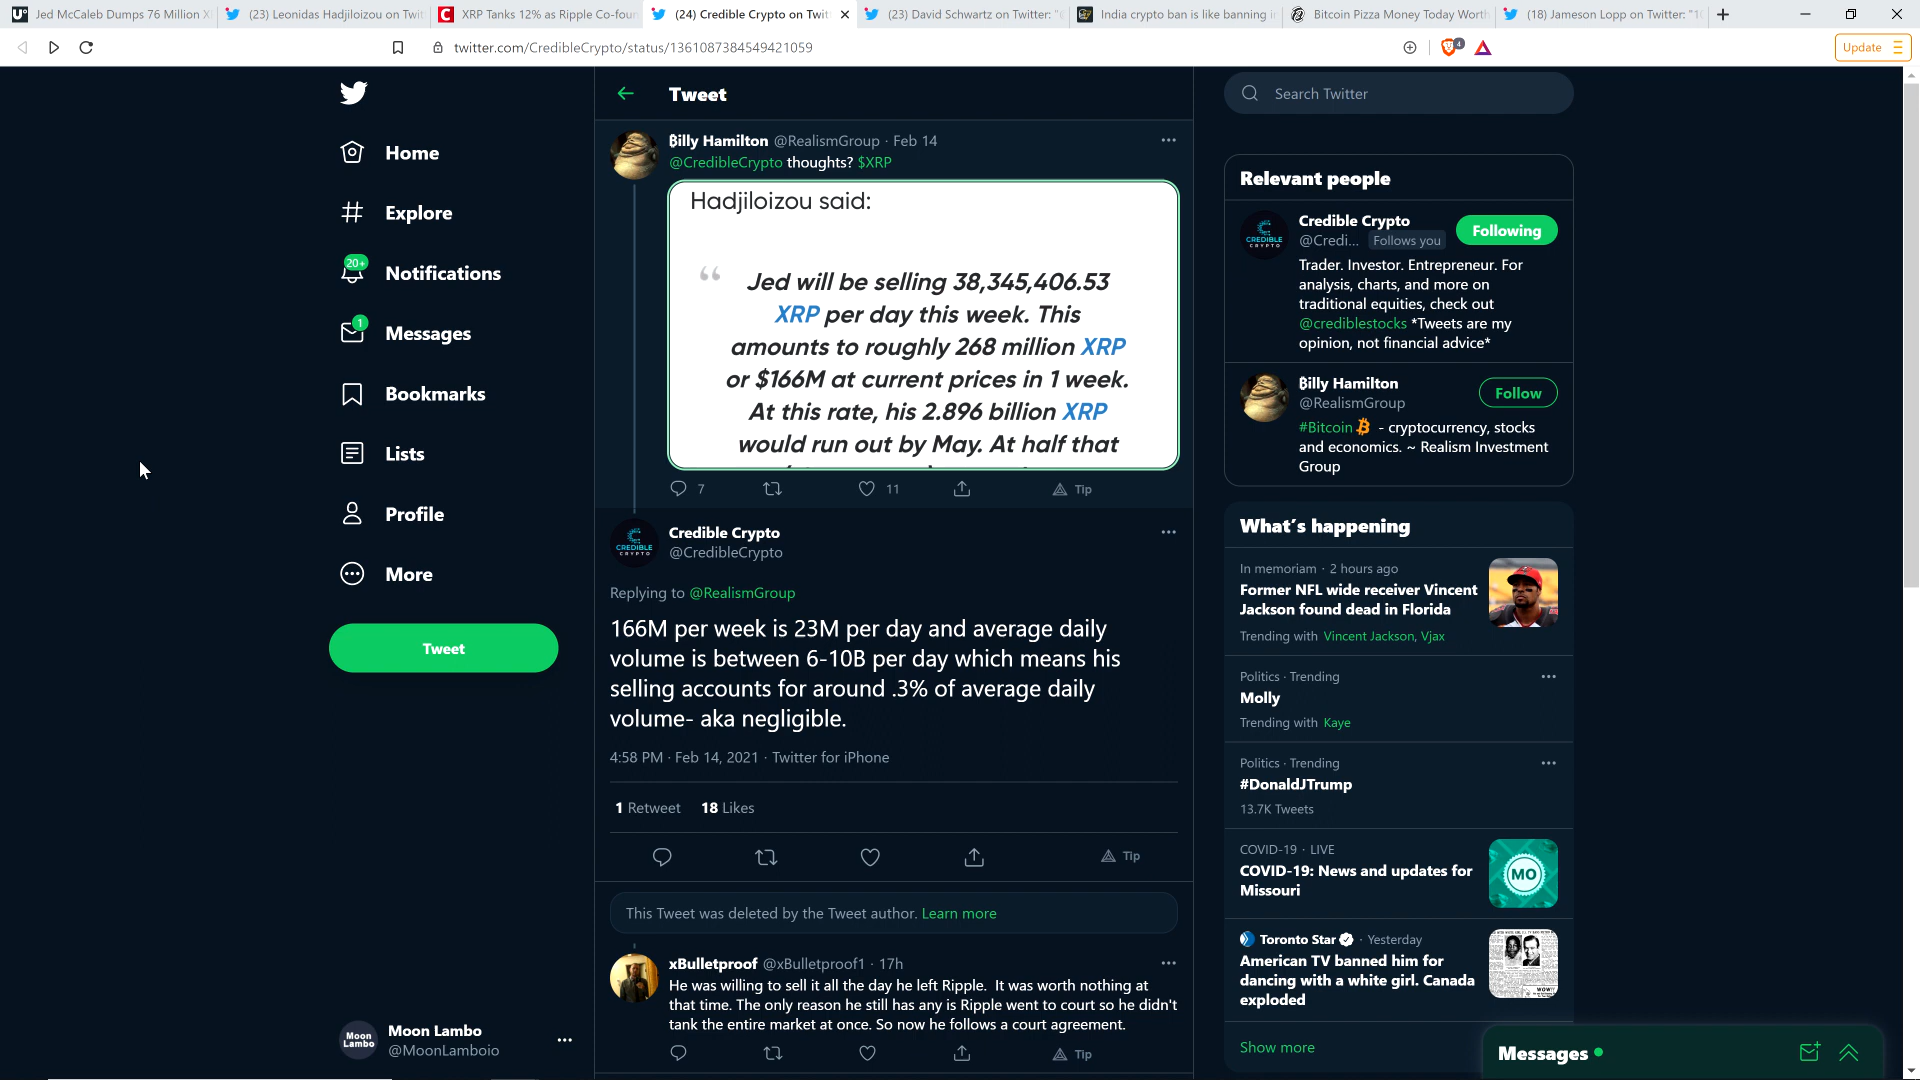 Jed McCaleb Dumps 76 Million X
(23) Leonidas Hadjiloizou on Twit
XRP Tanks 12% as Ripple Co-foun
(24) Credible Crypto on Twit
(23) David Schwartz on Twitter: "@
India crypto ban is like banning in
Bitcoin Pizza Money Today Worth
(18) Jameson Lopp on Twitter: "10
twitter.com/CredibleCrypto/status/1361087384549421059
4
Update
Home
Explore
20+
Notifications
1
Messages
Bookmarks
Lists
Profile
More
Tweet
Moon Lambo
Moon Lambo
@MoonLamboio
Tweet
₿illy Hamilton @RealismGroup · Feb 14
@CredibleCrypto thoughts? $XRP
Hadjiloizou said:
“ Jed will be selling 38,345,406.53
XRP per day this week. This
amounts to roughly 268 million XRP
or $166M at current prices in 1 week.
At this rate, his 2.896 billion XRP
would run out by May. At half that
7
11
Tip
CREDIBLE CRYPTO
Credible Crypto
@CredibleCrypto
Replying to @RealismGroup
166M per week is 23M per day and average daily
volume is between 6-10B per day which means his
selling accounts for around .3% of average daily
volume- aka negligible.
4:58 PM · Feb 14, 2021 · Twitter for iPhone
1 Retweet 18 Likes
Tip
This Tweet was deleted by the Tweet author. Learn more
xBulletproof @xBulletproof1 · 17h
He was willing to sell it all the day he left Ripple. It was worth nothing at
that time. The only reason he still has any is Ripple went to court so he didn't
tank the entire market at once. So now he follows a court agreement.
Tip
Search Twitter
Relevant people
CREDIBLE CRYPTO
Credible Crypto
@Credi... Follows you
Following
Trader. Investor. Entrepreneur. For
analysis, charts, and more on
traditional equities, check out
@crediblestocks *Tweets are my
opinion, not financial advice*
₿illy Hamilton
@RealismGroup
Follow
#Bitcoin - cryptocurrency, stocks
and economics. ~ Realism Investment
Group
What's happening
In memoriam · 2 hours ago
Former NFL wide receiver Vincent
Jackson found dead in Florida
Trending with Vincent Jackson, Vjax
Politics · Trending
Molly
Trending with Kaye
Politics · Trending
#DonaldJTrump
13.7K Tweets
COVID-19 · LIVE
COVID-19: News and updates for
Missouri
MO
Toronto Star · Yesterday
American TV banned him for
dancing with a white girl. Canada
exploded
Show more
Messages